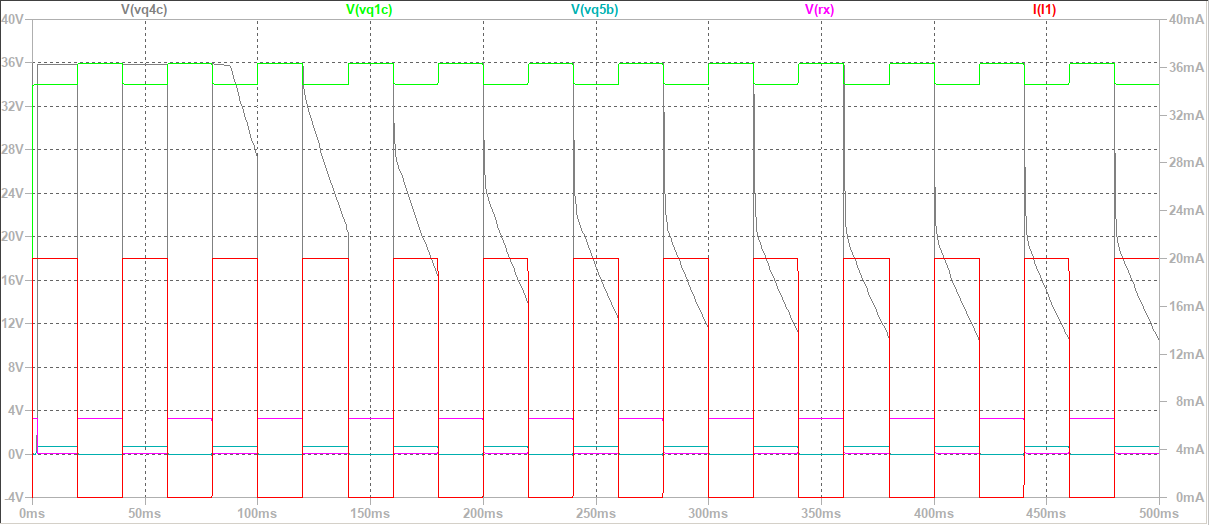 V(vq4c) V(vq1c) V(vq5b) V(rx) I(I1)
40V 40mA
36V 36mA
32V 32mA
28V 28mA
24V 24mA
20V 20mA
16V 16mA
12V 12mA
8V 8mA
4V 4mA
0V 0mA
-4V
0ms 50ms 100ms 150ms 200ms 250ms 300ms 350ms 400ms 450ms 500ms